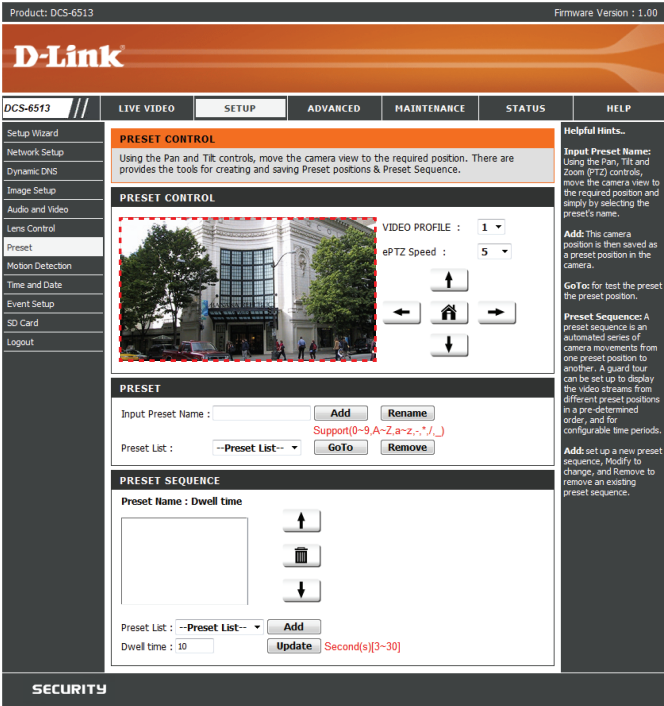 Product: DCS-6513
Firmware Version : 1.00
D-Link
DCS-6513
LIVE VIDEO
SETUP
ADVANCED
MAINTENANCE
STATUS
HELP
Setup Wizard
Network Setup
Dynamic DNS
Image Setup
Audio and Video
Lens Control
Preset
Motion Detection
Time and Date
Event Setup
SD Card
Logout
PRESET CONTROL
Using the Pan and Tilt controls, move the camera view to the required position. There are
provides the tools for creating and saving Preset positions & Preset Sequence.
PRESET CONTROL
VIDEO PROFILE : 1
ePTZ Speed : 5
PRESET
Input Preset Name : Add Rename
Support(0~9,A~Z,a~z,-,*,/,_)
Preset List : --Preset List-- GoTo Remove
PRESET SEQUENCE
Preset Name : Dwell time
Preset List : --Preset List-- Add
Dwell time : 10 Update Second(s)[3~30]
Helpful Hints..
Input Preset Name:
Using the Pan, Tilt and
Zoom (PTZ) controls,
move the camera view to
the required position and
simply by selecting the
preset's name.
Add: This camera
position is then saved as
a preset position in the
camera.
GoTo: for test the preset
the preset position.
Preset Sequence: A
preset sequence is an
automated series of
camera movements from
one preset position to
another. A guard tour
can be set up to display
the video streams from
different preset positions
in a pre-determined
order, and for
configurable time periods.
Add: set up a new preset
sequence, Modify to
change, and Remove to
remove an existing
preset sequence.
SECURITY